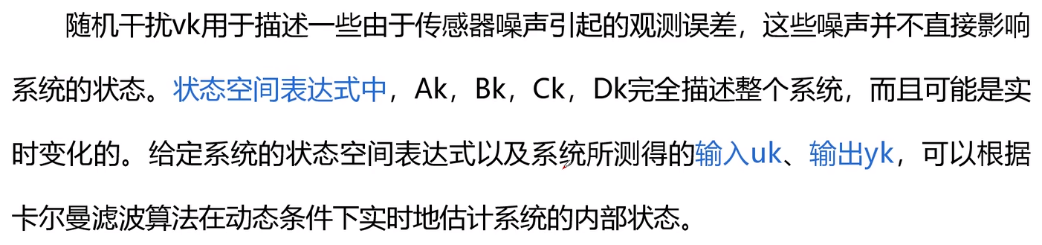 随机干扰vk用于描述一些由于传感器噪声引起的观测误差，这些噪声并不直接影响
系统的状态。状态空间表达式中，Ak，Bk，Ck，Dk完全描述整个系统，而且可能是实
时变化的。给定系统的状态空间表达式以及系统所测得的输入uk、输出yk，可以根据
卡尔曼滤波算法在动态条件下实时地估计系统的内部状态。